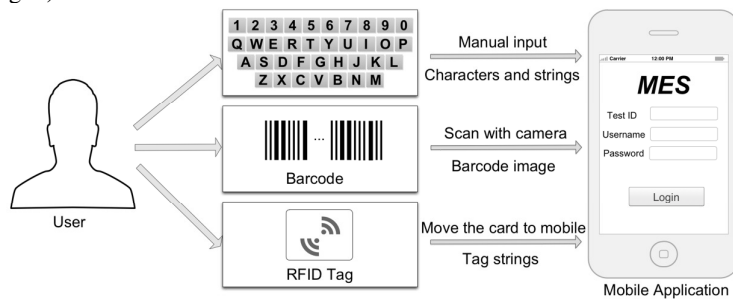 1 2 3 4 5 6 7 8 9 0
Q W E R T Y U I O P
A S D F G H J K L
Z X C V B N M
Manual input
Characters and strings
User
...
Barcode
Scan with camera
Barcode image
RFID Tag
Move the card to mobile
Tag strings
Carrier 12:00 PM
MES
Test ID
Username
Password
Login
Mobile Application